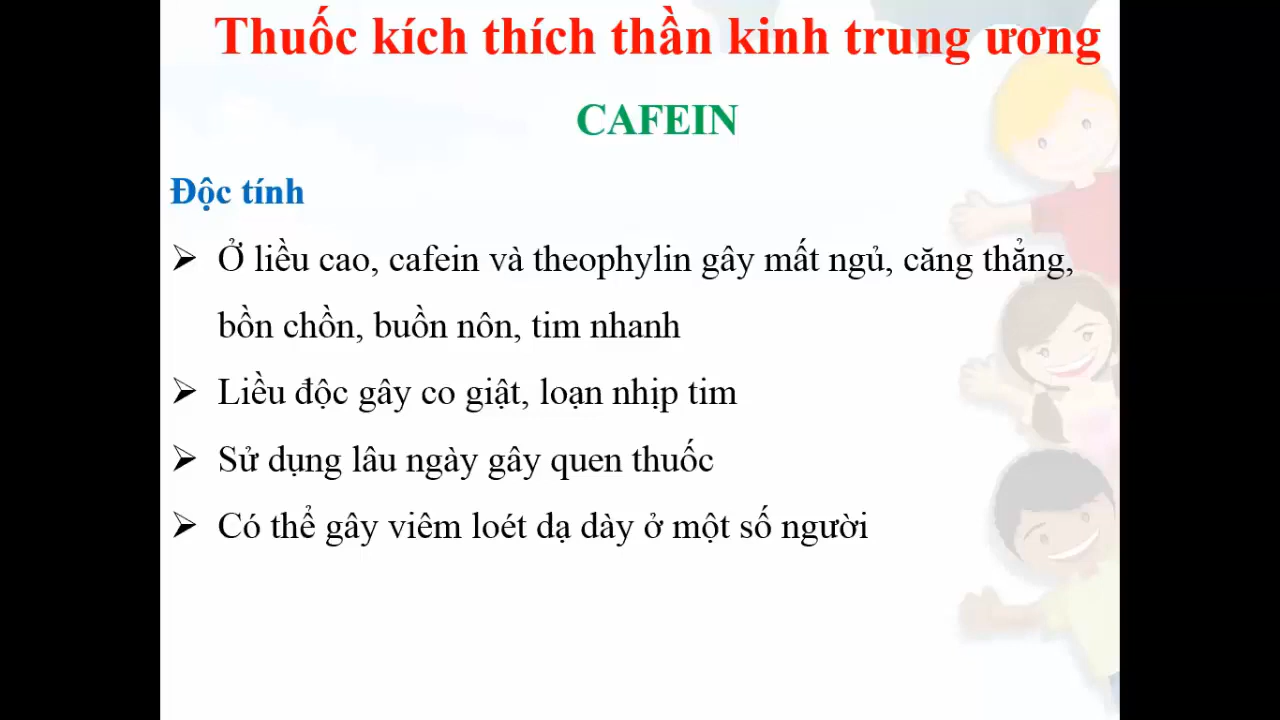 Thuốc kích thích thần kinh trung ương
CAFEIN
Độc tính
➢ Ở liều cao, cafein và theophylin gây mất ngủ, căng thẳng,
bồn chồn, buồn nôn, tim nhanh
➢ Liều độc gây co giật, loạn nhịp tim
➢ Sử dụng lâu ngày gây quen thuốc
➢ Có thể gây viêm loét dạ dày ở một số người